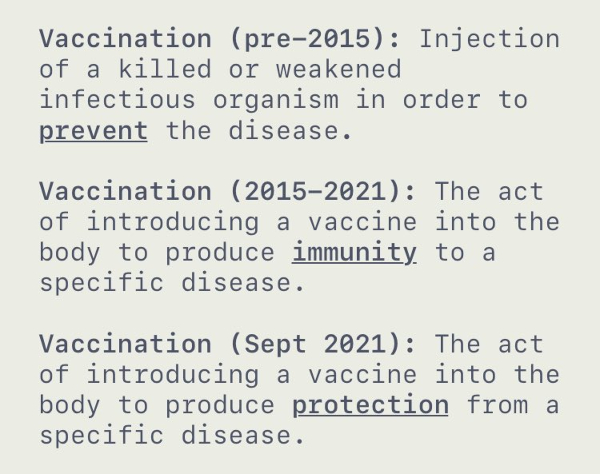 Vaccination (pre–2015): Injection
of a killed or weakened
infectious organism in order to
prevent the disease.
Vaccination (2015–2021): The act
of introducing a vaccine into the
body to produce immunity to a
specific disease.
Vaccination (Sept 2021): The act
of introducing a vaccine into the
body to produce protection from a
specific disease.